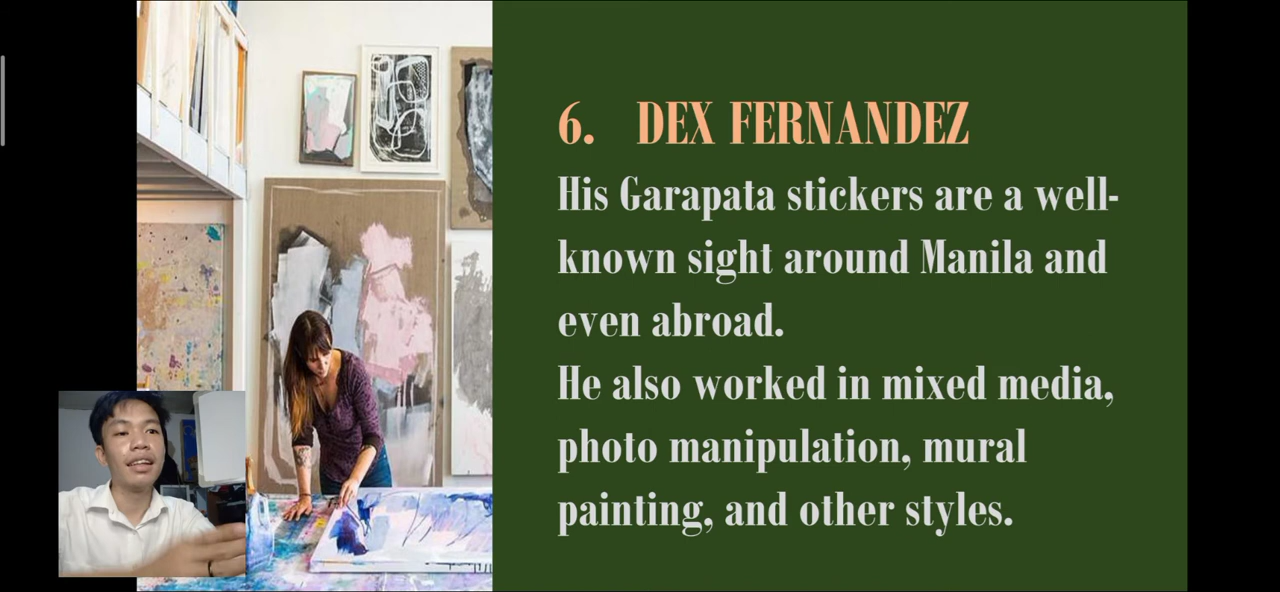 6. DEX FERNANDEZ
His Garapata stickers are a well-
known sight around Manila and
even abroad.
He also worked in mixed media,
photo manipulation, mural
painting, and other styles.